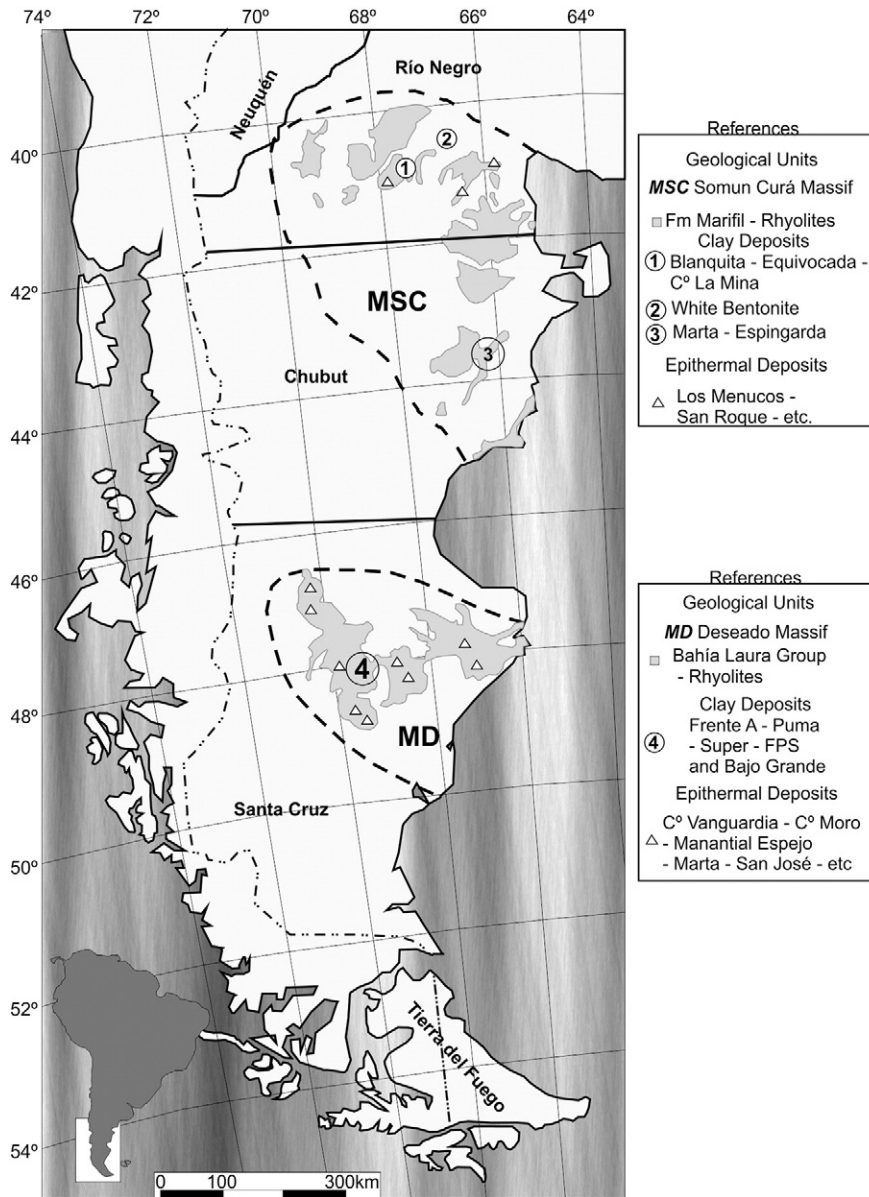 74º 72º 70º 68º 66º 64º
Río Negro
Neuquén
40º
42º
44º
46º
48º
50º
52º
54º
1
2
3
MSC
Chubut
4
MD
Santa Cruz
Tierra del Fuego
0 100 300km
References
Geological Units
MSC Somun Curá Massif
Fm Marifil - Rhyolites
Clay Deposits
1 Blanquita - Equivocada -
Cº La Mina
2 White Bentonite
3 Marta - Espingarda
Epithermal Deposits
Los Menucos -
San Roque - etc.
References
Geological Units
MD Deseado Massif
Bahía Laura Group
- Rhyolites
Clay Deposits
Frente A - Puma
4 - Super - FPS
and Bajo Grande
Epithermal Deposits
Cº Vanguardia - Cº Moro
- Manantial Espejo
- Marta - San José - etc